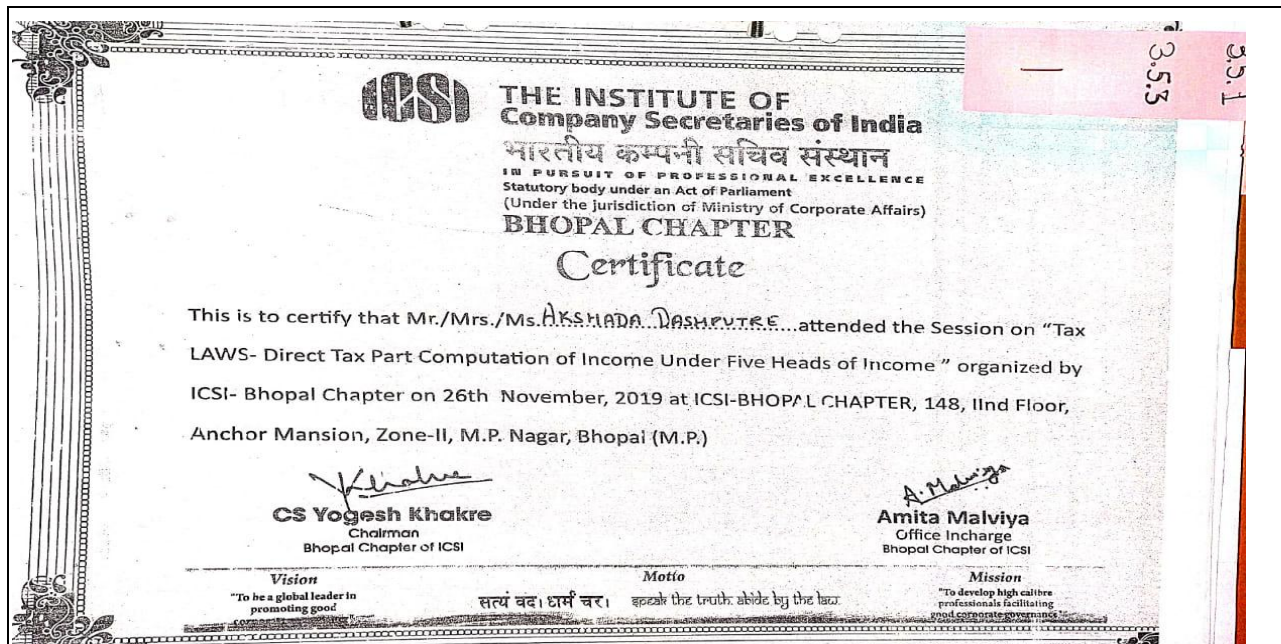 3.5.3
3.5.1
ICSI
THE INSTITUTE OF
Company Secretaries of India
भारतीय कम्पनी सचिव संस्थान
IN PURSUIT OF PROFESSIONAL EXCELLENCE
Statutory body under an Act of Parliament
(Under the jurisdiction of Ministry of Corporate Affairs)
BHOPAL CHAPTER
Certificate
This is to certify that Mr./Mrs./Ms. AKSHADA DASHPUTRE...attended the Session on "Tax
LAWS- Direct Tax Part Computation of Income Under Five Heads of Income " organized by
ICSI- Bhopal Chapter on 26th November, 2019 at ICSI-BHOPAL CHAPTER, 148, IInd Floor,
Anchor Mansion, Zone-II, M.P. Nagar, Bhopal (M.P.)
Khakre
A. Malviya
CS Yogesh Khakre
Chairman
Bhopal Chapter of ICSI
Amita Malviya
Office Incharge
Bhopal Chapter of ICSI
Vision
"To be a global leader in
promoting good
corporate governance"
Motto
सत्यं वद। धर्मं चर। speak the truth. abide by the law.
Mission
"To develop high calibre
professionals facilitating
good corporate governance"